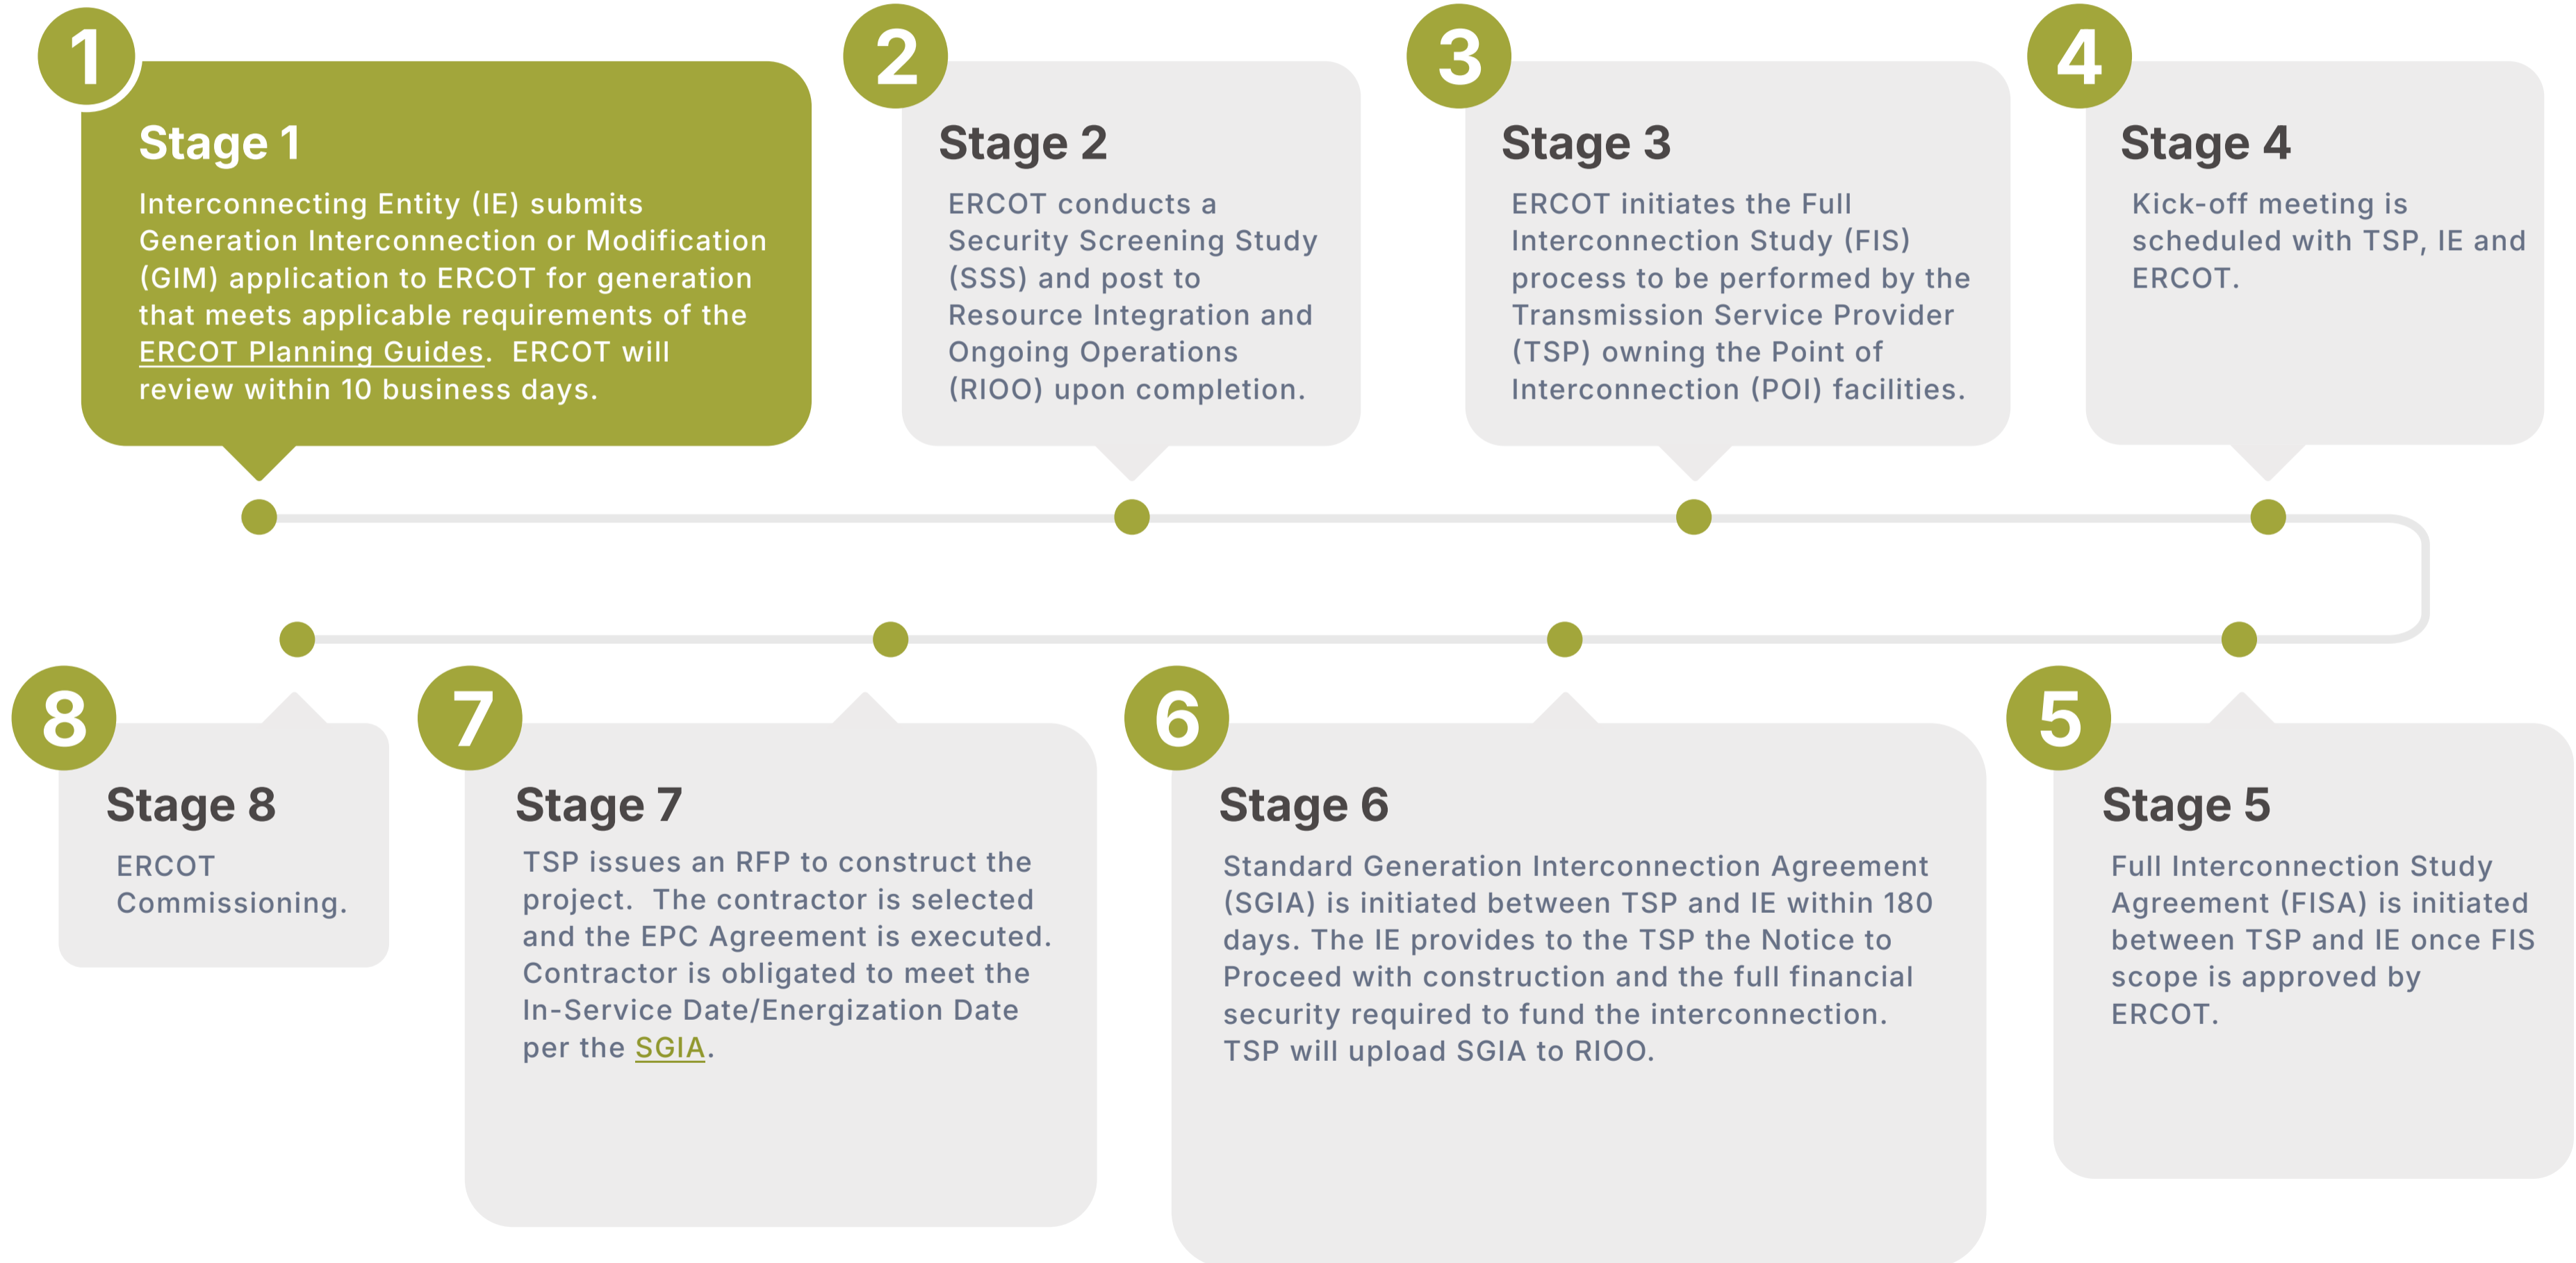 1
Stage 1
Interconnecting Entity (IE) submits
Generation Interconnection or Modification
(GIM) application to ERCOT for generation
that meets applicable requirements of the
ERCOT Planning Guides.  ERCOT will
review within 10 business days.
2
Stage 2
ERCOT conducts a
Security Screening Study
(SSS) and post to
Resource Integration and
Ongoing Operations
(RIOO) upon completion.
3
Stage 3
ERCOT initiates the Full
Interconnection Study (FIS)
process to be performed by the
Transmission Service Provider
(TSP) owning the Point of
Interconnection (POI) facilities.
4
Stage 4
Kick-off meeting is
scheduled with TSP, IE and
ERCOT.
5
Stage 5
Full Interconnection Study
Agreement (FISA) is initiated
between TSP and IE once FIS
scope is approved by
ERCOT.
6
Stage 6
Standard Generation Interconnection Agreement
(SGIA) is initiated between TSP and IE within 180
days. The IE provides to the TSP the Notice to
Proceed with construction and the full financial
security required to fund the interconnection.
TSP will upload SGIA to RIOO.
7
Stage 7
TSP issues an RFP to construct the
project.  The contractor is selected
and the EPC Agreement is executed.
Contractor is obligated to meet the
In-Service Date/Energization Date
per the SGIA.
8
Stage 8
ERCOT
Commissioning.